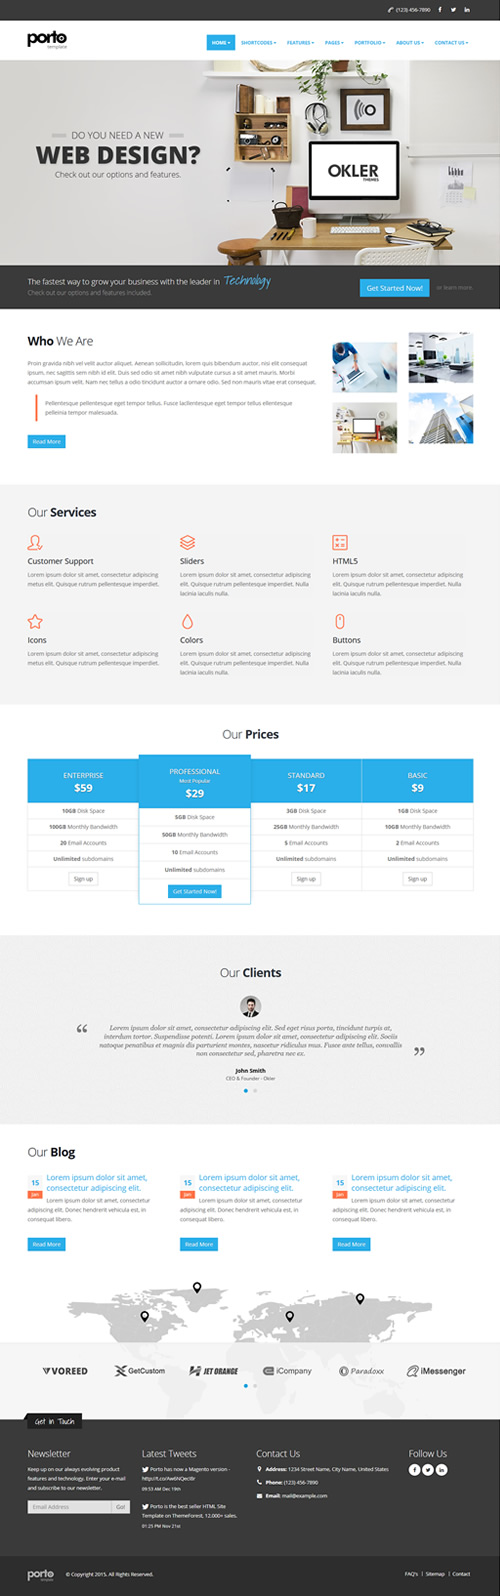 (123) 456-7890
porto
template
HOME SHORTCODES FEATURES PAGES PORTFOLIO ABOUT US CONTACT US
DO YOU NEED A NEW
WEB DESIGN?
Check out our options and features.
OKLER
THEMES
The fastest way to grow your business with the leader in Technology
Check out our options and features included.
Get Started Now!
or learn more.
Who We Are
Proin gravida nibh vel velit auctor aliquet. Aenean sollicitudin, lorem quis bibendum auctor, nisi elit consequat
ipsum, nec sagittis sem nibh id elit. Duis sed odio sit amet nibh vulputate cursus a sit amet mauris. Morbi
accumsan ipsum velit. Nam nec tellus a odio tincidunt auctor a ornare odio. Sed non mauris vitae erat consequat.
Pellentesque pellentesque eget tempor tellus. Fusce lacllentesque eget tempor tellus ellentesque
pelleinia tempor malesuada.
Read More
Our Services
Customer Support
Lorem ipsum dolor sit amet, consectetur adipiscing
metus elit. Quisque rutrum pellentesque imperdiet.
Sliders
Lorem ipsum dolor sit amet, consectetur adipiscing
elit. Quisque rutrum pellentesque imperdiet. Nulla
lacinia iaculis nulla.
HTML5
Lorem ipsum dolor sit amet, consectetur adipiscing
elit. Quisque rutrum pellentesque imperdiet. Nulla
lacinia iaculis nulla.
Icons
Lorem ipsum dolor sit amet, consectetur adipiscing
metus elit. Quisque rutrum pellentesque imperdiet.
Colors
Lorem ipsum dolor sit amet, consectetur adipiscing
elit. Quisque rutrum pellentesque imperdiet. Nulla
lacinia iaculis nulla.
Buttons
Lorem ipsum dolor sit amet, consectetur adipiscing
elit. Quisque rutrum pellentesque imperdiet. Nulla
lacinia iaculis nulla.
Our Prices
ENTERPRISE
$59
10GB Disk Space
100GB Monthly Bandwidth
20 Email Accounts
Unlimited subdomains
Sign up
PROFESSIONAL
Most Popular
$29
5GB Disk Space
50GB Monthly Bandwidth
10 Email Accounts
Unlimited subdomains
Get Started Now!
STANDARD
$17
3GB Disk Space
25GB Monthly Bandwidth
5 Email Accounts
Unlimited subdomains
Sign up
BASIC
$9
1GB Disk Space
10GB Monthly Bandwidth
2 Email Accounts
Unlimited subdomains
Sign up
Our Clients
Lorem ipsum dolor sit amet, consectetur adipiscing elit. Sed eget risus porta, tincidunt turpis at,
interdum tortor. Suspendisse potenti. Lorem ipsum dolor sit amet, consectetur adipiscing elit. Sociis
natoque penatibus et magnis dis parturient montes, nascetur ridiculus mus. Fusce ante tellus, convallis
non consectetur sed, pharetra nec ex.
John Smith
CEO & Founder - Okler
Our Blog
15
Jan
Lorem ipsum dolor sit amet,
consectetur adipiscing elit.
Lorem ipsum dolor sit amet, consectetur
adipiscing elit. Donec hendrerit vehicula est, in
consequat libero.
Read More
15
Jan
Lorem ipsum dolor sit amet,
consectetur adipiscing elit.
Lorem ipsum dolor sit amet, consectetur
adipiscing elit. Donec hendrerit vehicula est, in
consequat libero.
Read More
15
Jan
Lorem ipsum dolor sit amet,
consectetur adipiscing elit.
Lorem ipsum dolor sit amet, consectetur
adipiscing elit. Donec hendrerit vehicula est, in
consequat libero.
Read More
VOREED
GetCustom
JET ORANGE
iCompany
Paradoxx
iMessenger
Get in Touch
Newsletter
Keep up on our always evolving product
features and technology. Enter your e-mail
and subscribe to our newsletter.
Email Address
Go!
Latest Tweets
Porto has now a Magento version -
09:53 AM Dec 19th
Porto is the best seller HTML Site
Template on ThemeForest. 12.000+ sales.
01:25 PM Nov 21st
Contact Us
Address: 1234 Street Name, City Name, United States
Phone: (123) 456-7890
Email: mail@example.com
Follow Us
porto
template
© Copyright 2015. All Rights Reserved.
FAQ's | Sitemap | Contact